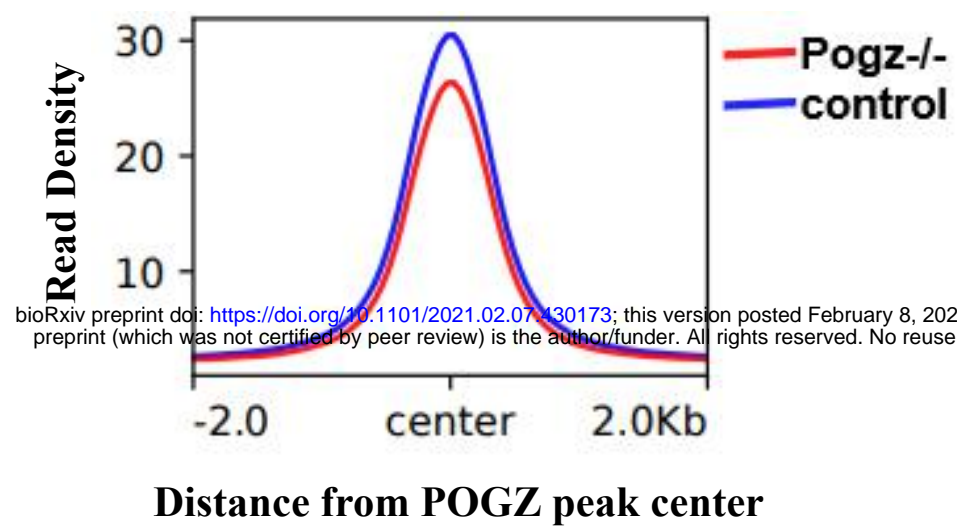 30
20
10
Read Density
Pogz-/-
control
bioRxiv preprint doi: https://doi.org/10.1101/2021.02.07.430173; this version posted February 8, 202
preprint (which was not certified by peer review) is the author/funder. All rights reserved. No reuse
-2.0 center 2.0Kb
Distance from POGZ peak center